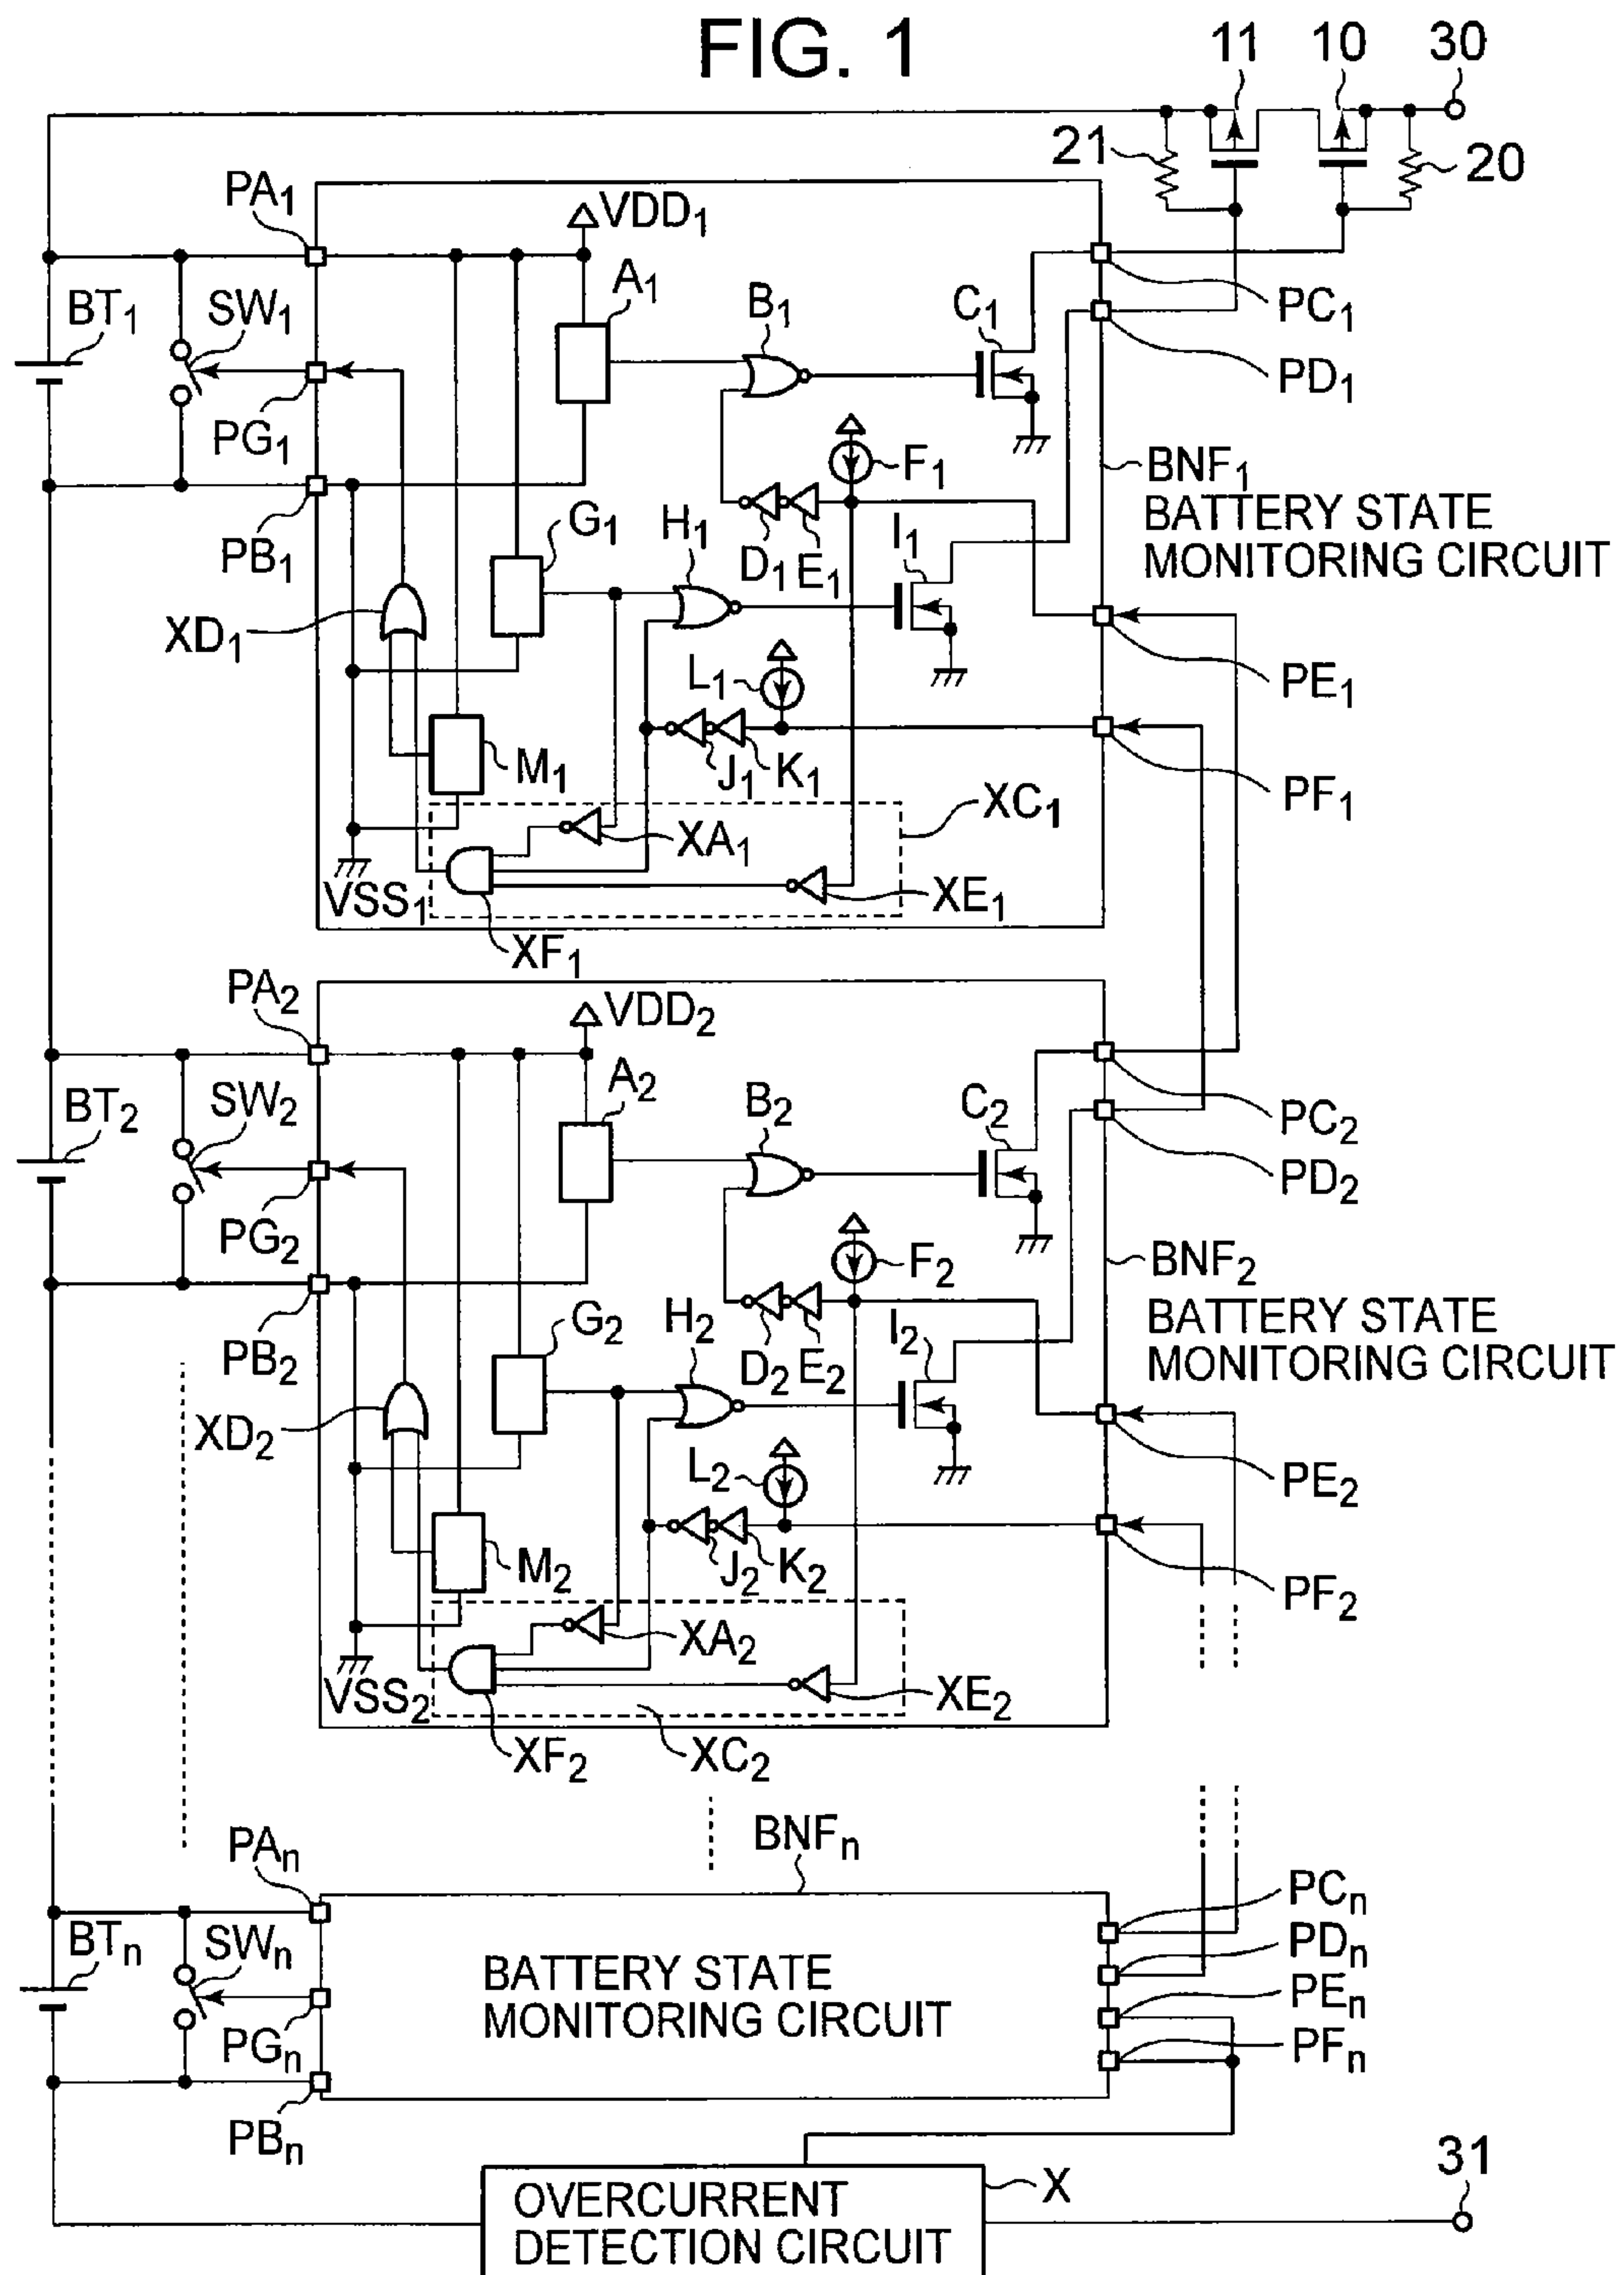 FIG. 1
11 10 30
21 20
PA1 VDD1
A1
BT1 SW1 B1 C1 PC1
PD1
PG1 F1 BNF1
BATTERY STATE
MONITORING CIRCUIT
PB1 G1 H1 D1 E1 I1
XD1 L1 PE1
M1 J1 K1 PF1
XC1
XA1
VSS1 XE1
XF1
PA2 VDD2
A2
BT2 SW2 B2 C2 PC2
PD2
PG2 F2 BNF2
BATTERY STATE
MONITORING CIRCUIT
PB2 G2 H2 D2 E2 I2
XD2 L2 PE2
M2 J2 K2 PF2
XA2
VSS2 XE2
XF2 XC2
PAn BNFn
PCn
BTn SWn PDn
BATTERY STATE
MONITORING CIRCUIT
PEn
PGn PFn
PBn
31
X
OVERCURRENT
DETECTION CIRCUIT